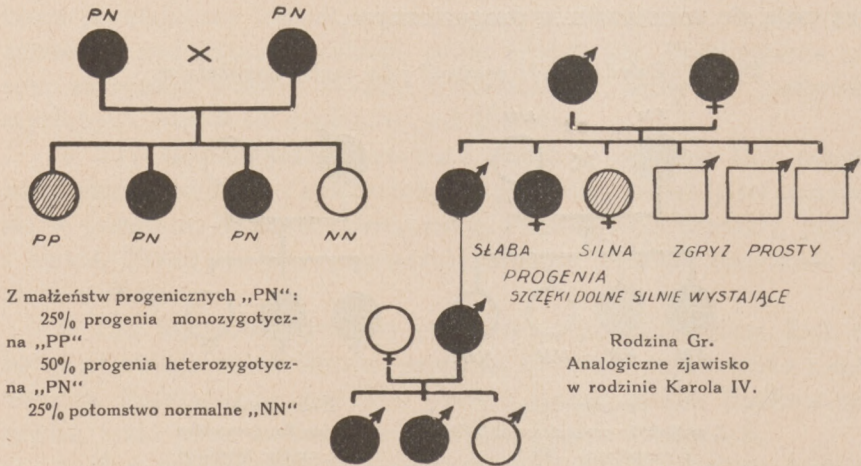 PN PN
PP PN PN NN
Z małżeństw progenicznych „PN“:
25% progenia monozygotycz-
na „PP“
50% progenia heterozygotycz-
na „PN“
25% potomstwo normalne „NN“
SŁABA SILNA ZGRYZ PROSTY
PROGENIA
SZCZĘKI DOLNE SILNIE WYSTAJĄCE
Rodzina Gr.
Analogiczne zjawisko
w rodzinie Karola IV.